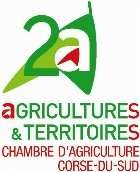 2a
aGRICULTURES
& TERRITOIRES
CHAMBRE D'AGRICULTURE
CORSE-DU-SUD